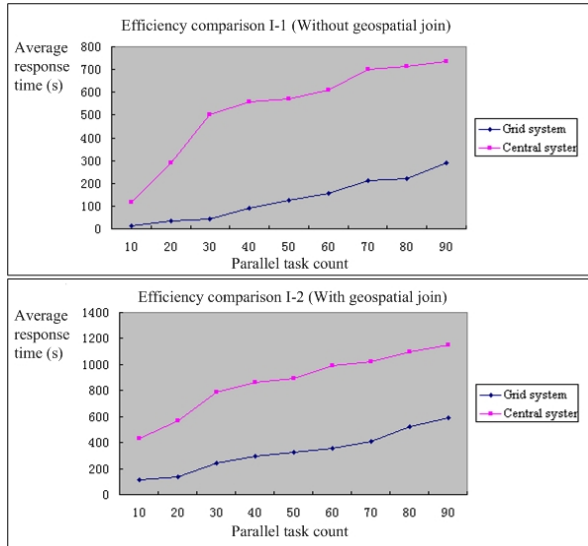 Efficiency comparison I-1 (Without geospatial join)
Average
response
time (s)
800
700
600
500
400
300
200
100
0
10 20 30 40 50 60 70 80 90
Parallel task count
Grid system
Central syster
Efficiency comparison I-2 (With geospatial join)
Average
response
time (s)
1400
1200
1000
800
600
400
200
0
10 20 30 40 50 60 70 80 90
Parallel task count
Grid system
Central syster